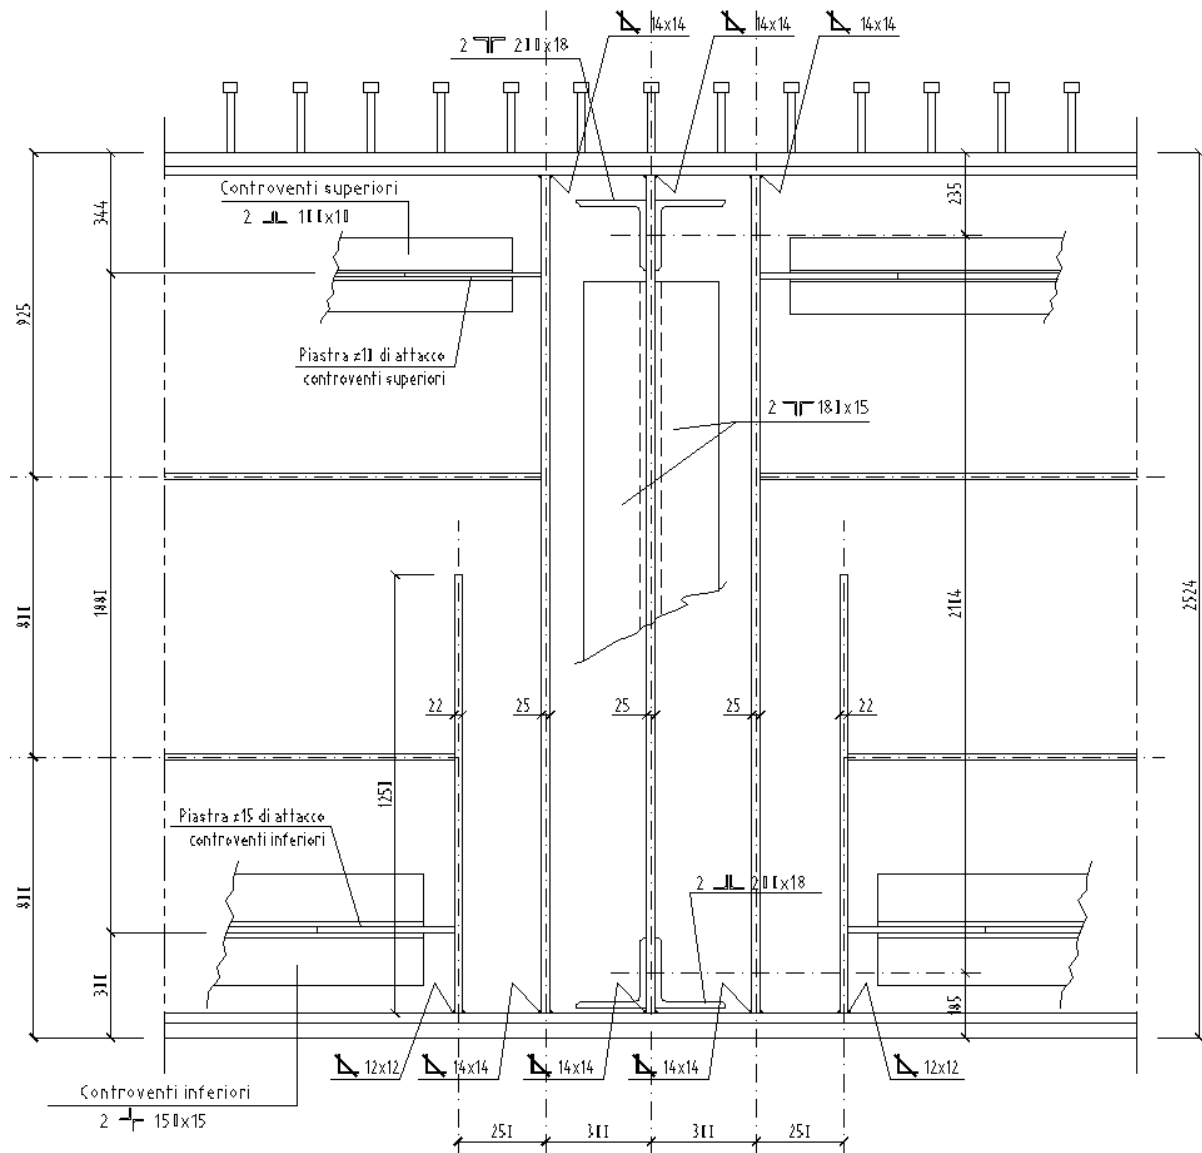 14x14
14x14
14x14
2 200x18
Controventi superiori
2 100x10
344
235
925
Piastra ≠10 di attacco
controventi superiori
2 180x15
1880
800
2104
2524
22
25
25
25
22
1250
Piastra ≠15 di attacco
controventi inferiori
2 200x18
800
300
185
12x12
14x14
14x14
14x14
12x12
Controventi inferiori
2 150x15
250
300
300
250